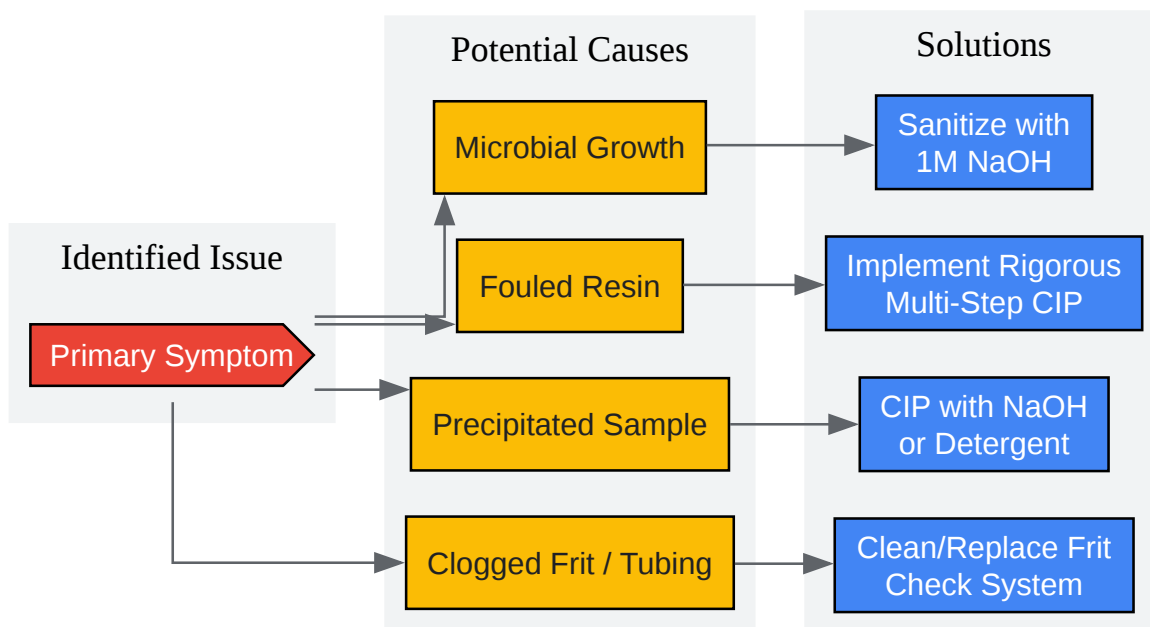 Identified Issue
Primary Symptom
Potential Causes
Microbial Growth
Fouled Resin
Precipitated Sample
Clogged Frit / Tubing
Solutions
Sanitize with
1M NaOH
Implement Rigorous
Multi-Step CIP
CIP with NaOH
or Detergent
Clean/Replace Frit
Check System